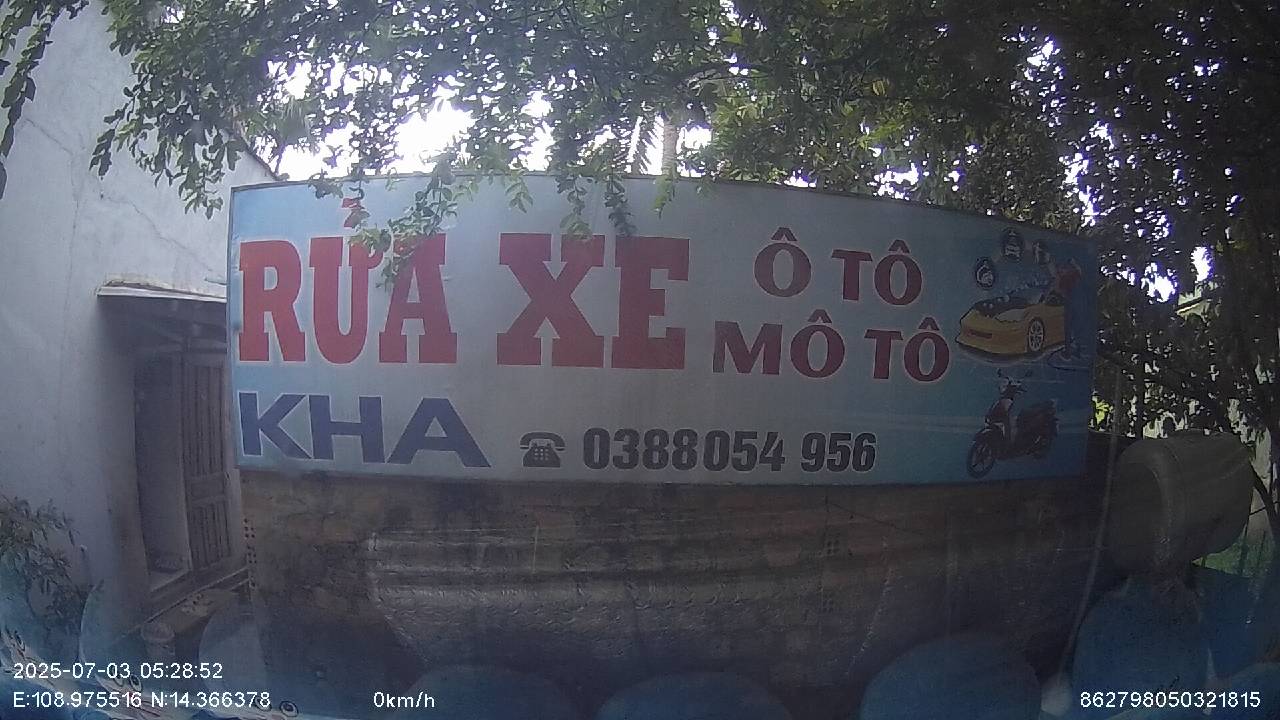 RỬA XE
Ô TÔ
MÔ TÔ
KHA
0388054 956
2025-07-03 05:28:52
E:108.975516 N:14.366378
0km/h
862798050321815